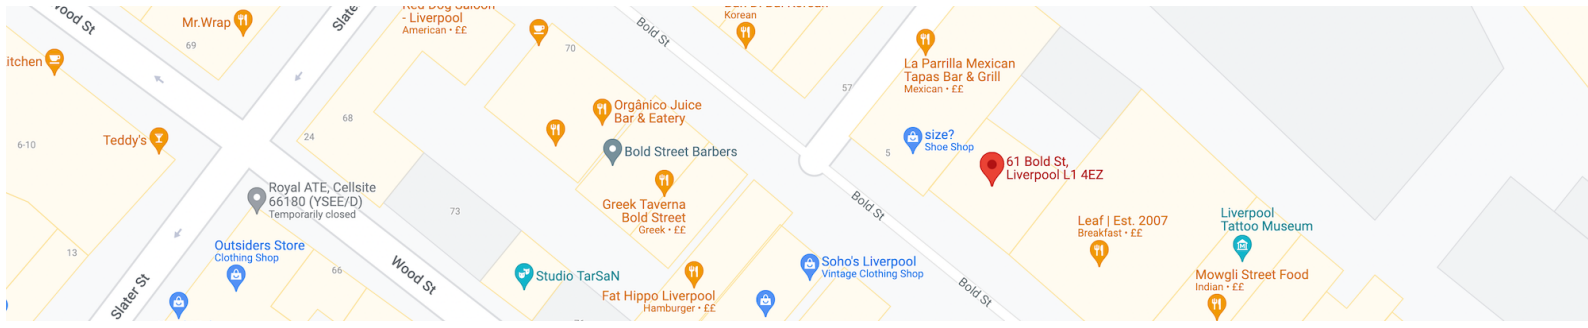 Wood St
Mr.Wrap
69
Slate
Red Dog Saloon
- Liverpool
American • ££
70
Bold St
Korean
57
La Parrilla Mexican
Tapas Bar & Grill
Mexican • ££
itchen
6-10
Teddy's
24
68
Orgânico Juice
Bar & Eatery
Bold Street Barbers
Greek Taverna
Bold Street
Greek • ££
5
size?
Shoe Shop
61 Bold St,
Liverpool L1 4EZ
Royal ATE, Cellsite
66180 (YSEE/D)
Temporarily closed
73
Bold St
Leaf | Est. 2007
Breakfast • ££
Liverpool
Tattoo Museum
13
Outsiders Store
Clothing Shop
66
Wood St
Studio TarSaN
Soho's Liverpool
Vintage Clothing Shop
Mowgli Street Food
Indian • ££
Slater St
Fat Hippo Liverpool
Hamburger • ££
Bold St